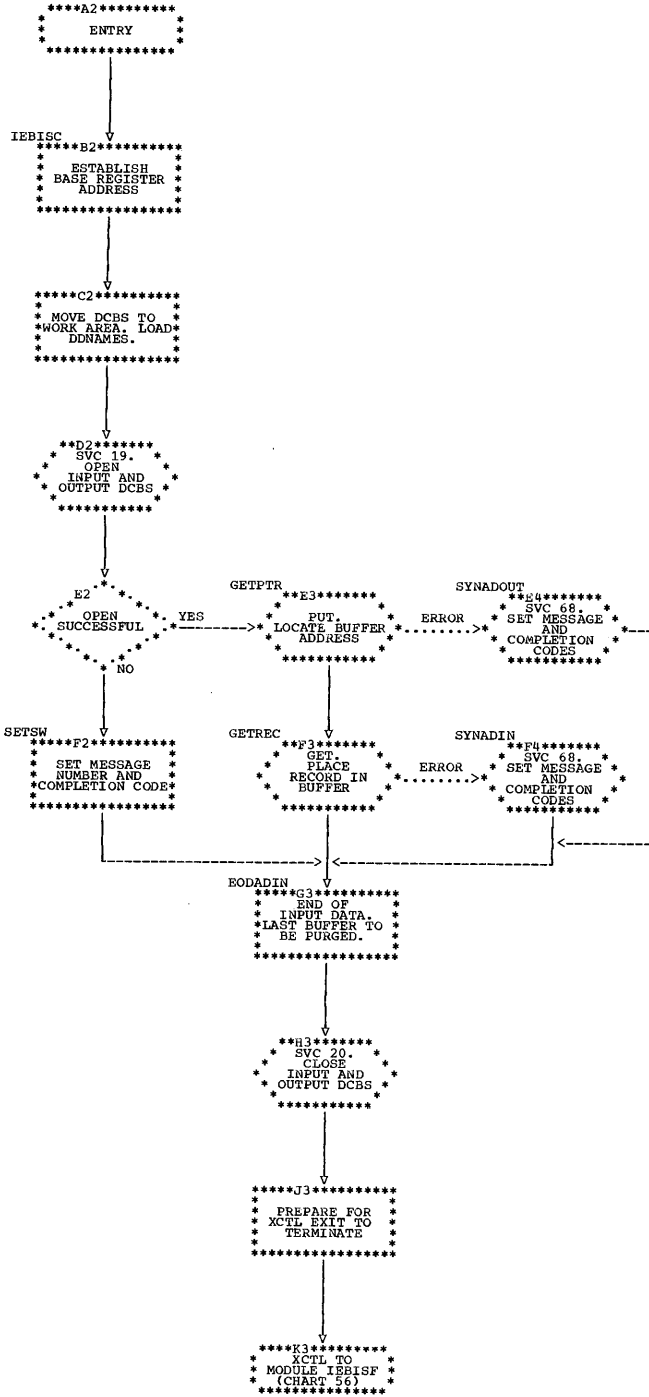 A2
ENTRY
IEBISC
B2
ESTABLISH
BASE REGISTER
ADDRESS
C2
MOVE DCBS TO
WORK AREA. LOAD
DDNAMES.
D2
SVC 19.
OPEN
INPUT AND
OUTPUT DCBS
E2
OPEN
SUCCESSFUL
YES
NO
GETPTR
E3
PUT.
LOCATE BUFFER
ADDRESS
ERROR
SYNADOUT
E4
SVC 68.
SET MESSAGE
AND
COMPLETION
CODES
SETSW
F2
SET MESSAGE
NUMBER AND
COMPLETION CODE
GETREC
F3
GET.
PLACE
RECORD IN
BUFFER
ERROR
SYNADIN
F4
SVC 68.
SET MESSAGE
AND
COMPLETION
CODES
EODADIN
G3
END OF
INPUT DATA.
LAST BUFFER TO
BE PURGED.
H3
SVC 20.
CLOSE
INPUT AND
OUTPUT DCBS
J3
PREPARE FOR
XCTL EXIT TO
TERMINATE
K3
XCTL TO
MODULE IEBISF
(CHART 56)